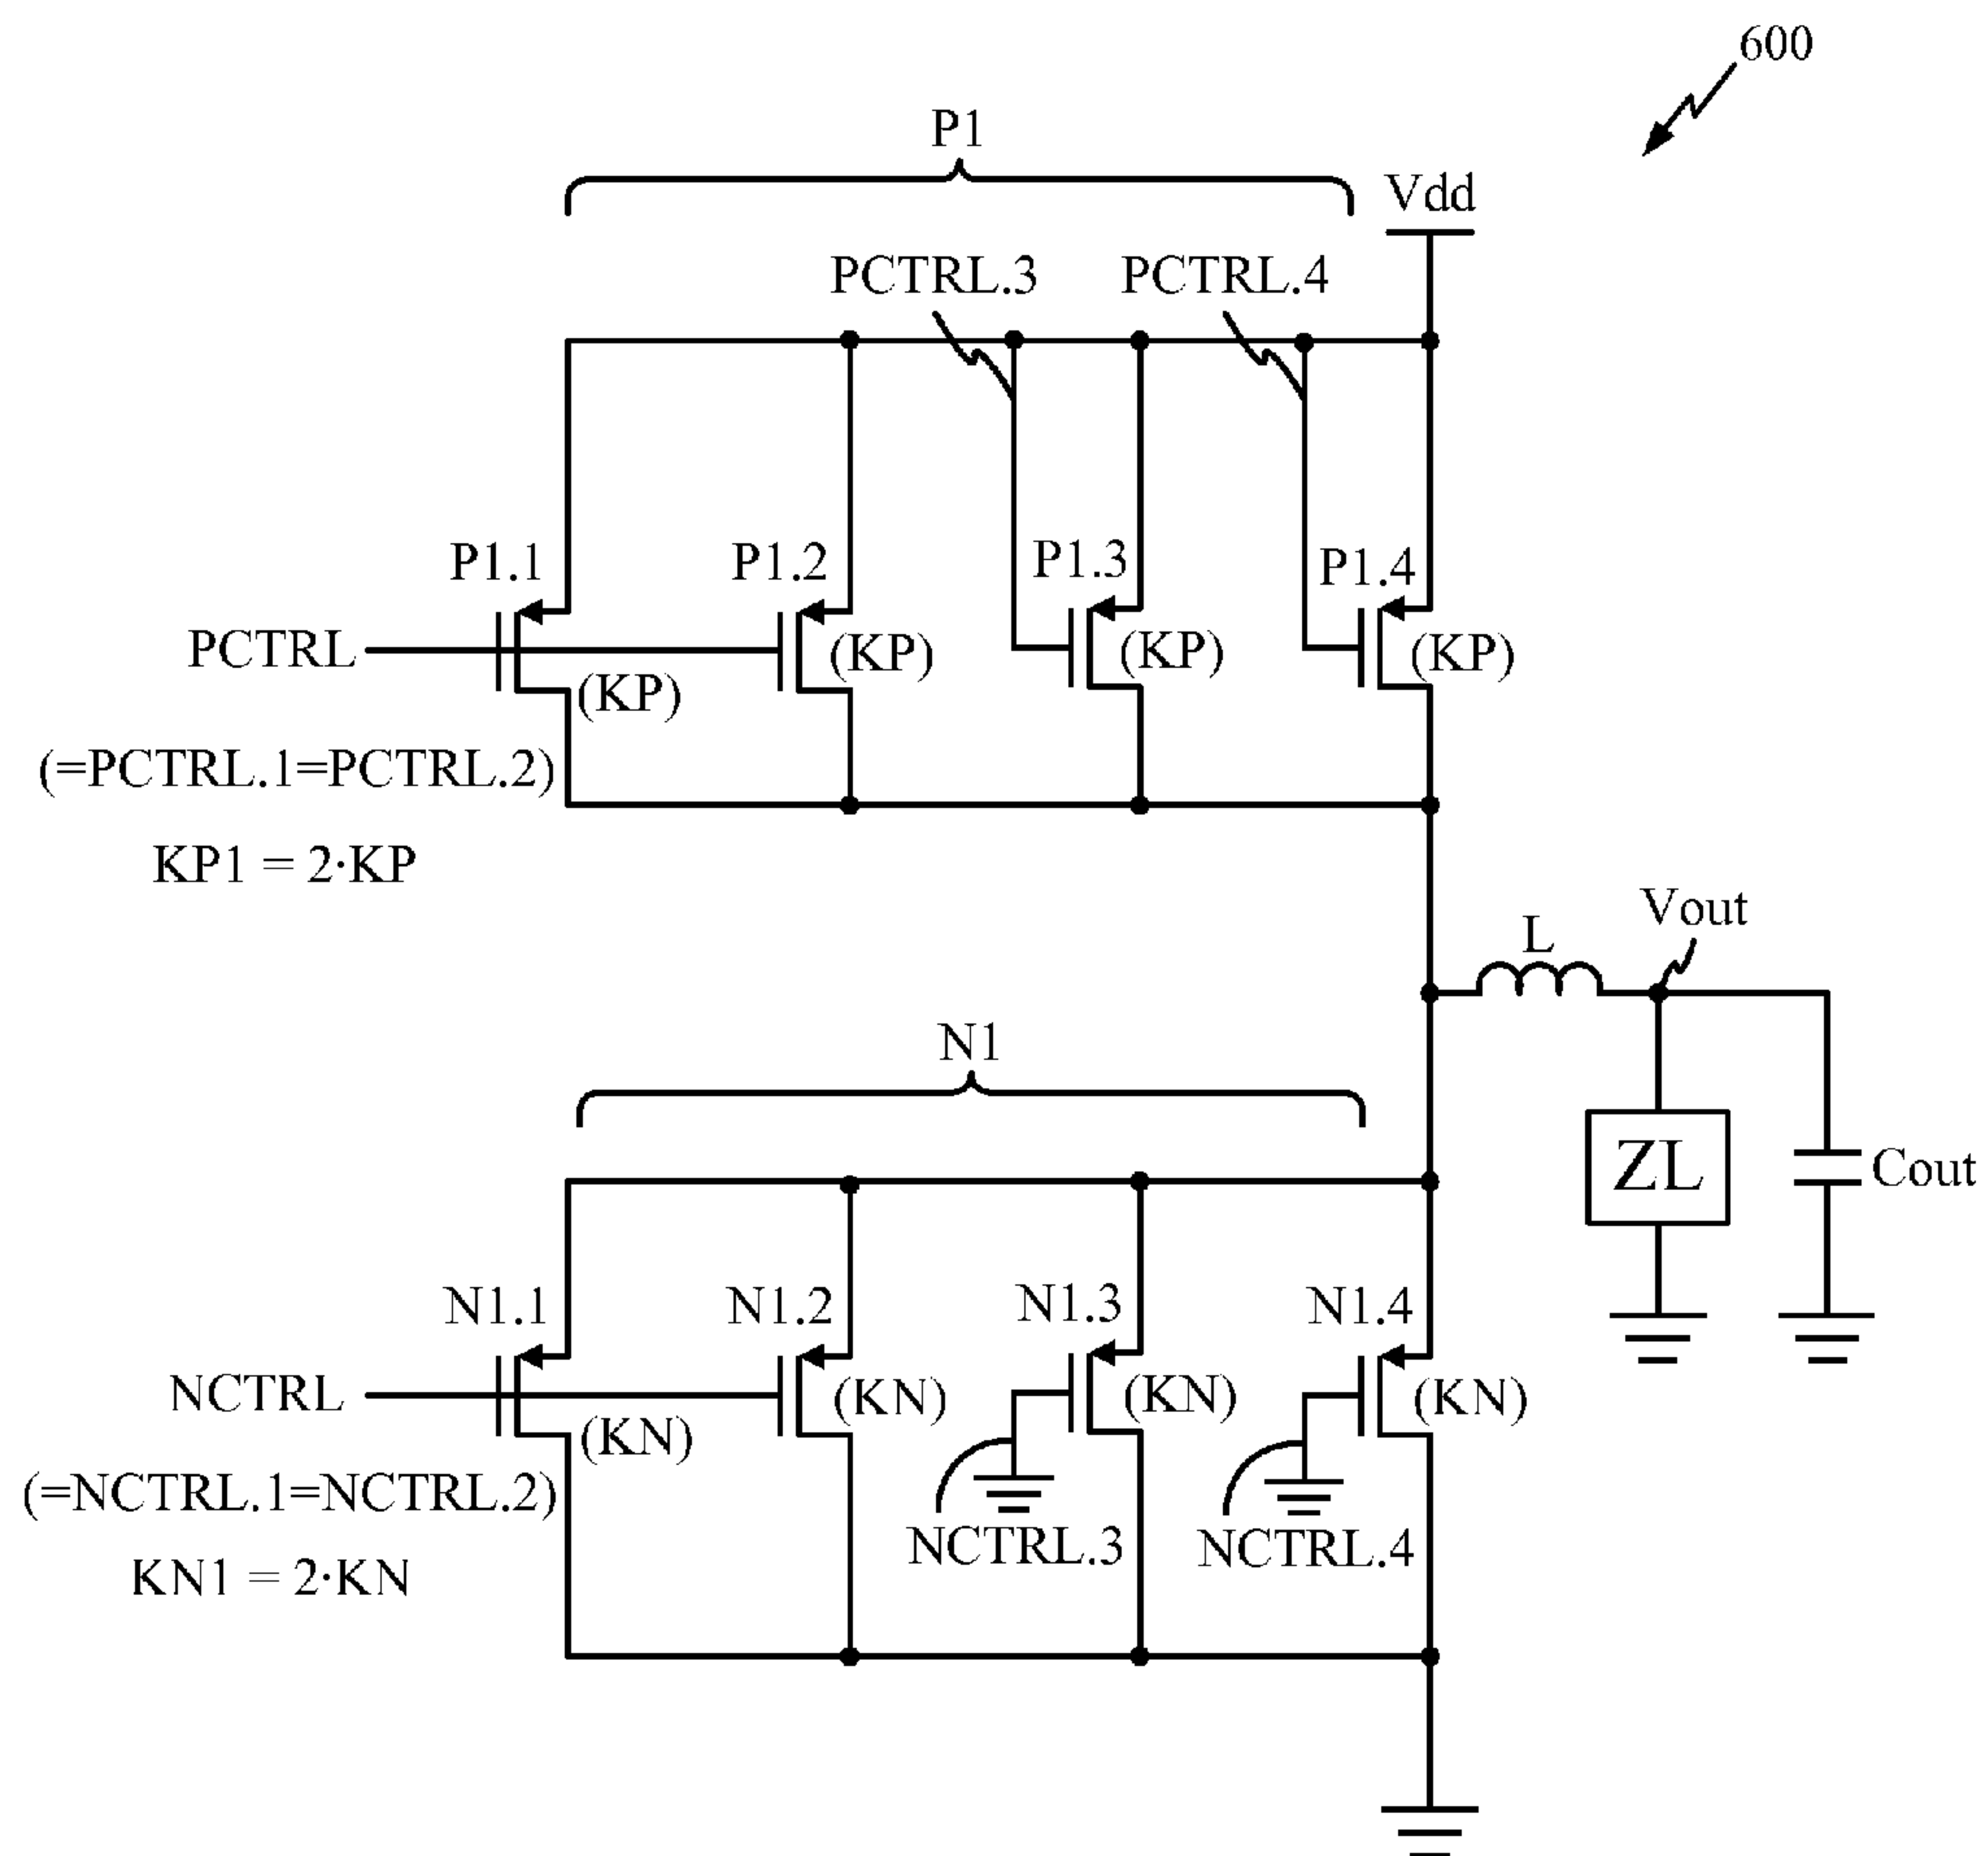 600
P1
Vdd
PCTRL.3
PCTRL.4
P1.1
P1.2
P1.3
P1.4
PCTRL
(KP)
(KP)
(KP)
(KP)
(=PCTRL.1=PCTRL.2)
KP1 = 2·KP
Vout
L
N1
ZL
Cout
N1.1
N1.2
N1.3
N1.4
NCTRL
(KN)
(KN)
(KN)
(KN)
(=NCTRL.1=NCTRL.2)
NCTRL.3
NCTRL.4
KN1 = 2·KN